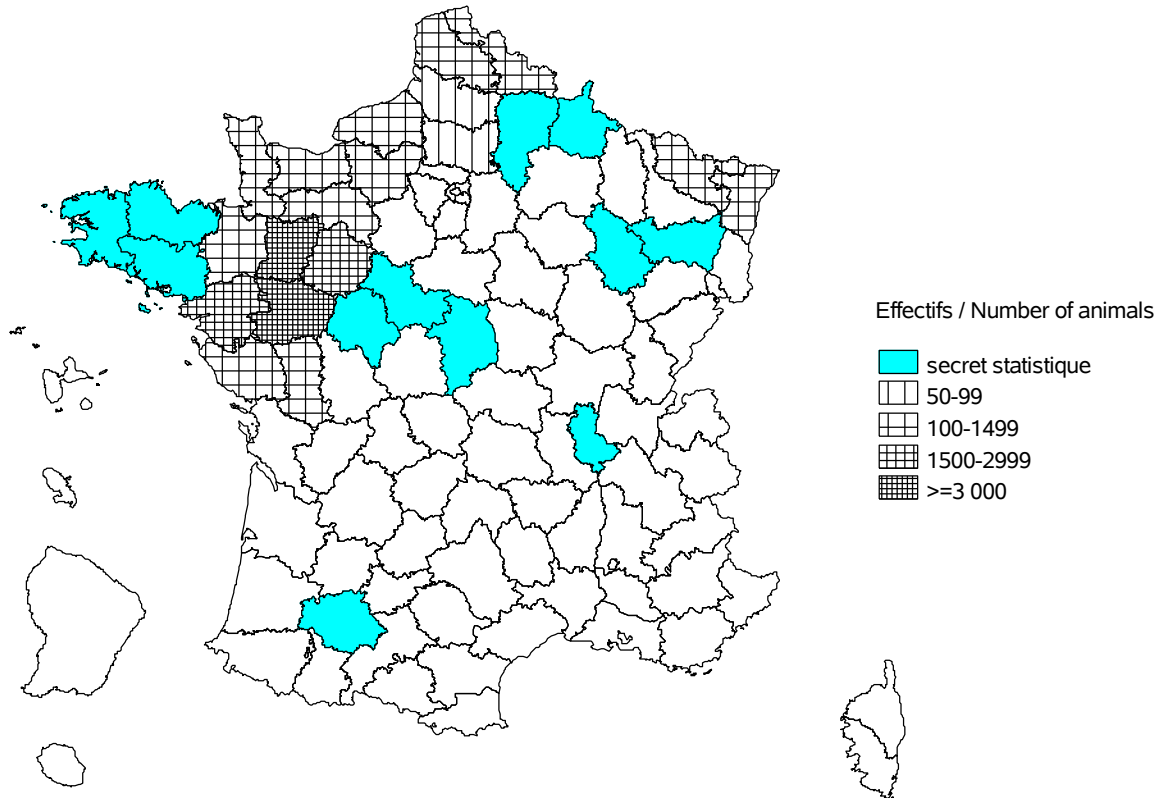 Effectifs / Number of animals
secret statistique
50-99
100-1499
1500-2999
>=3 000